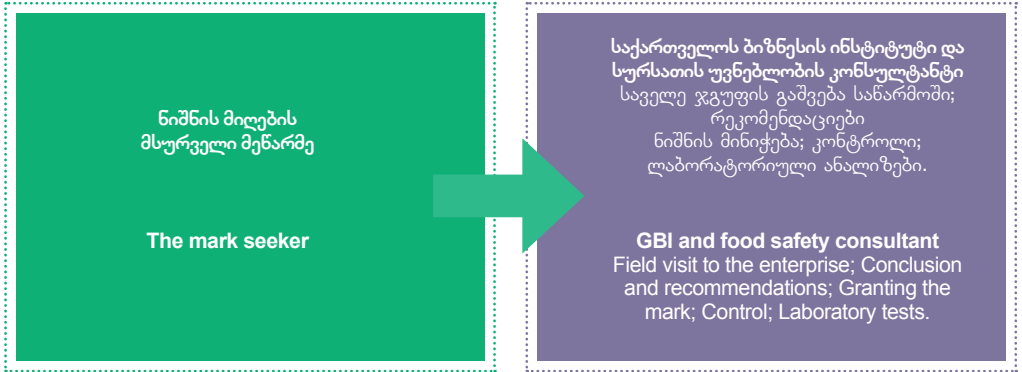 ნიშნის მიღების
მსურველი მეწარმე
The mark seeker
საქართველოს ბიზნესის ინსტიტუტი და
სურსათის უვნებლობის კონსულტანტი
საველე ჯგუფის გაშვება საწარმოში;
რეკომენდაციები
ნიშნის მინიჭება; კონტროლი;
ლაბორატორიული ანალიზები.
GBI and food safety consultant
Field visit to the enterprise; Conclusion
and recommendations; Granting the
mark; Control; Laboratory tests.